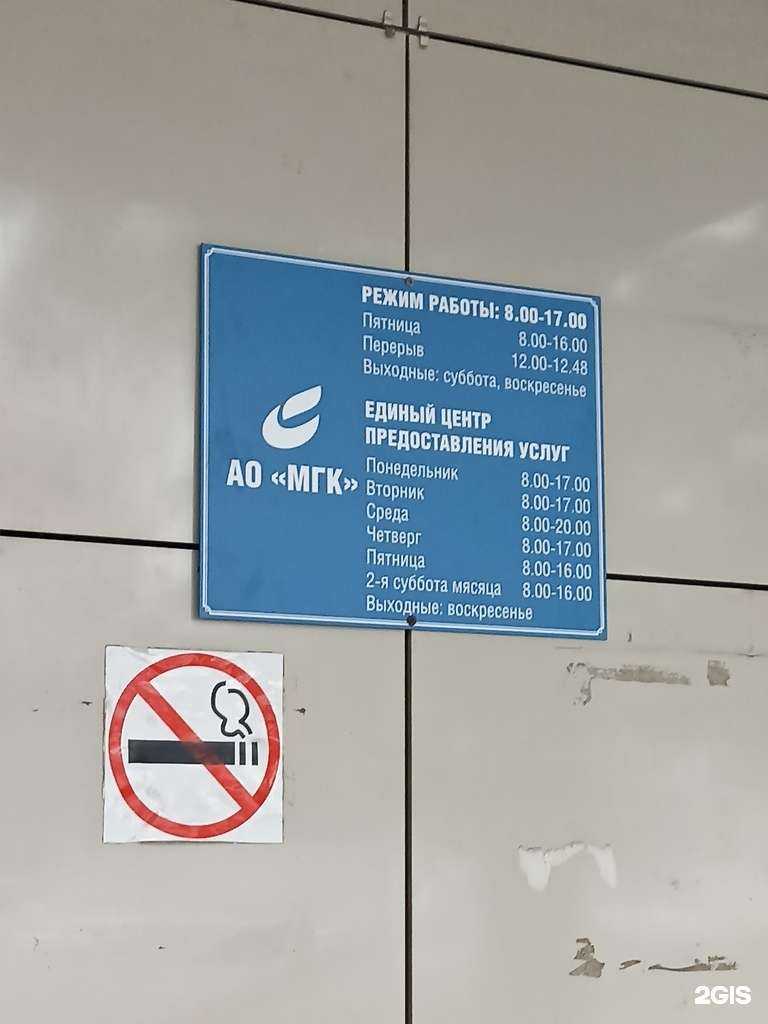 РЕЖИМ РАБОТЫ: 8.00-17.00
Пятница 8.00-16.00
Перерыв 12.00-12.48
Выходные: суббота, воскресенье
ЕДИНЫЙ ЦЕНТР
ПРЕДОСТАВЛЕНИЯ УСЛУГ
Понедельник 8.00-17.00
Вторник 8.00-17.00
Среда 8.00-20.00
Четверг 8.00-17.00
Пятница 8.00-16.00
2-я суббота мясяца 8.00-16.00
Выходные: воскресенье
АО «МГК»
2GIS